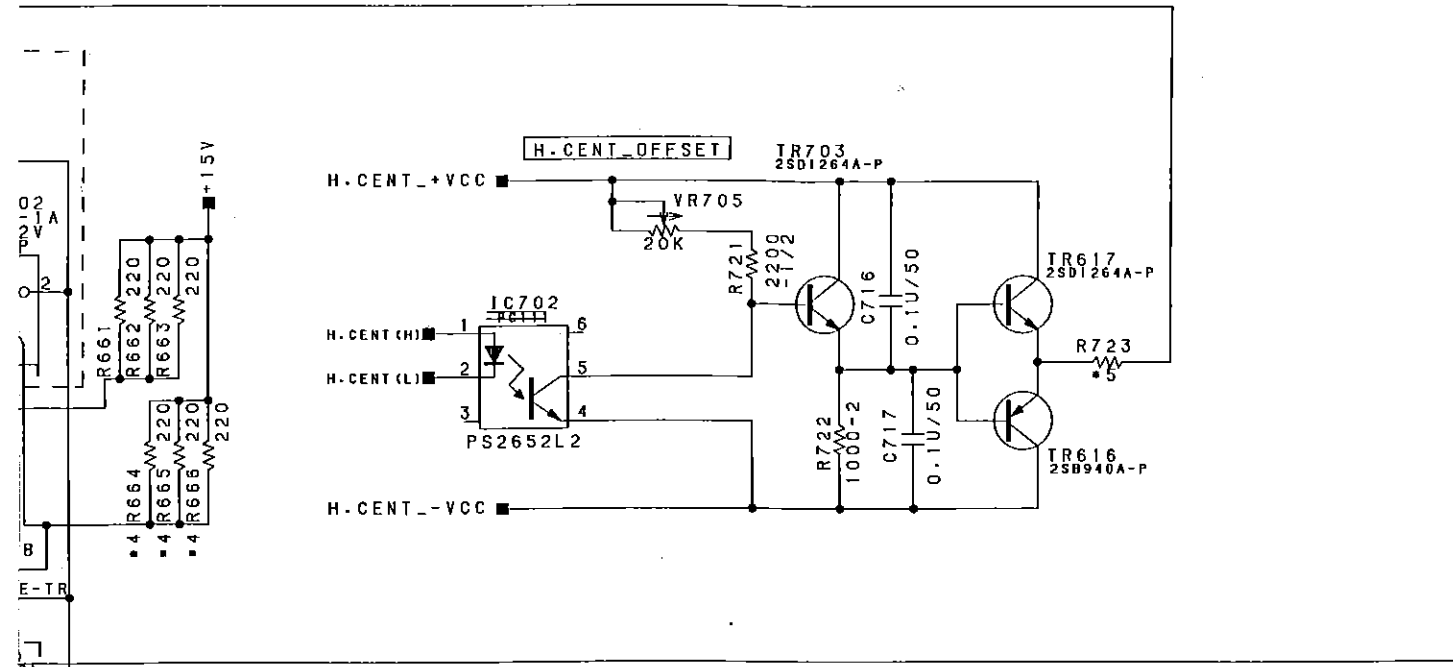 H.CENT_OFFSET
TR703
2SD1264A-P
+15V
H.CENT_+VCC
VR705
20K
02
-1A
2V
P
2
R661
220
R662
220
R663
220
R721
2200
-1/2
C716
0.1U/50
TR617
2SD1264A-P
IC702
PC111
H.CENT(H)
1
6
H.CENT(L)
2
5
3
4
PS2652L2
R723
*5
*4 R664
220
*4 R665
220
*4 R666
220
R722
1000-2
C717
0.1U/50
TR616
2SB940A-P
H.CENT_-VCC
B
E-TR